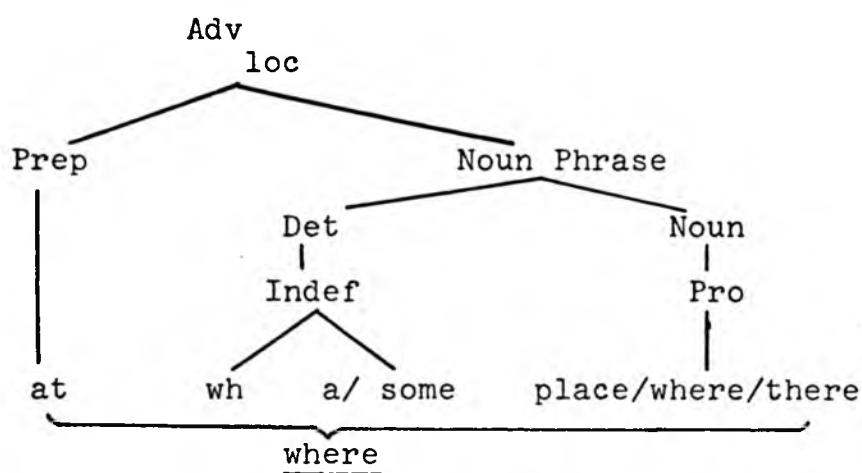 Adv
loc
Prep Noun Phrase
Det Noun
Indef Pro
at wh a/ some place/where/there
where